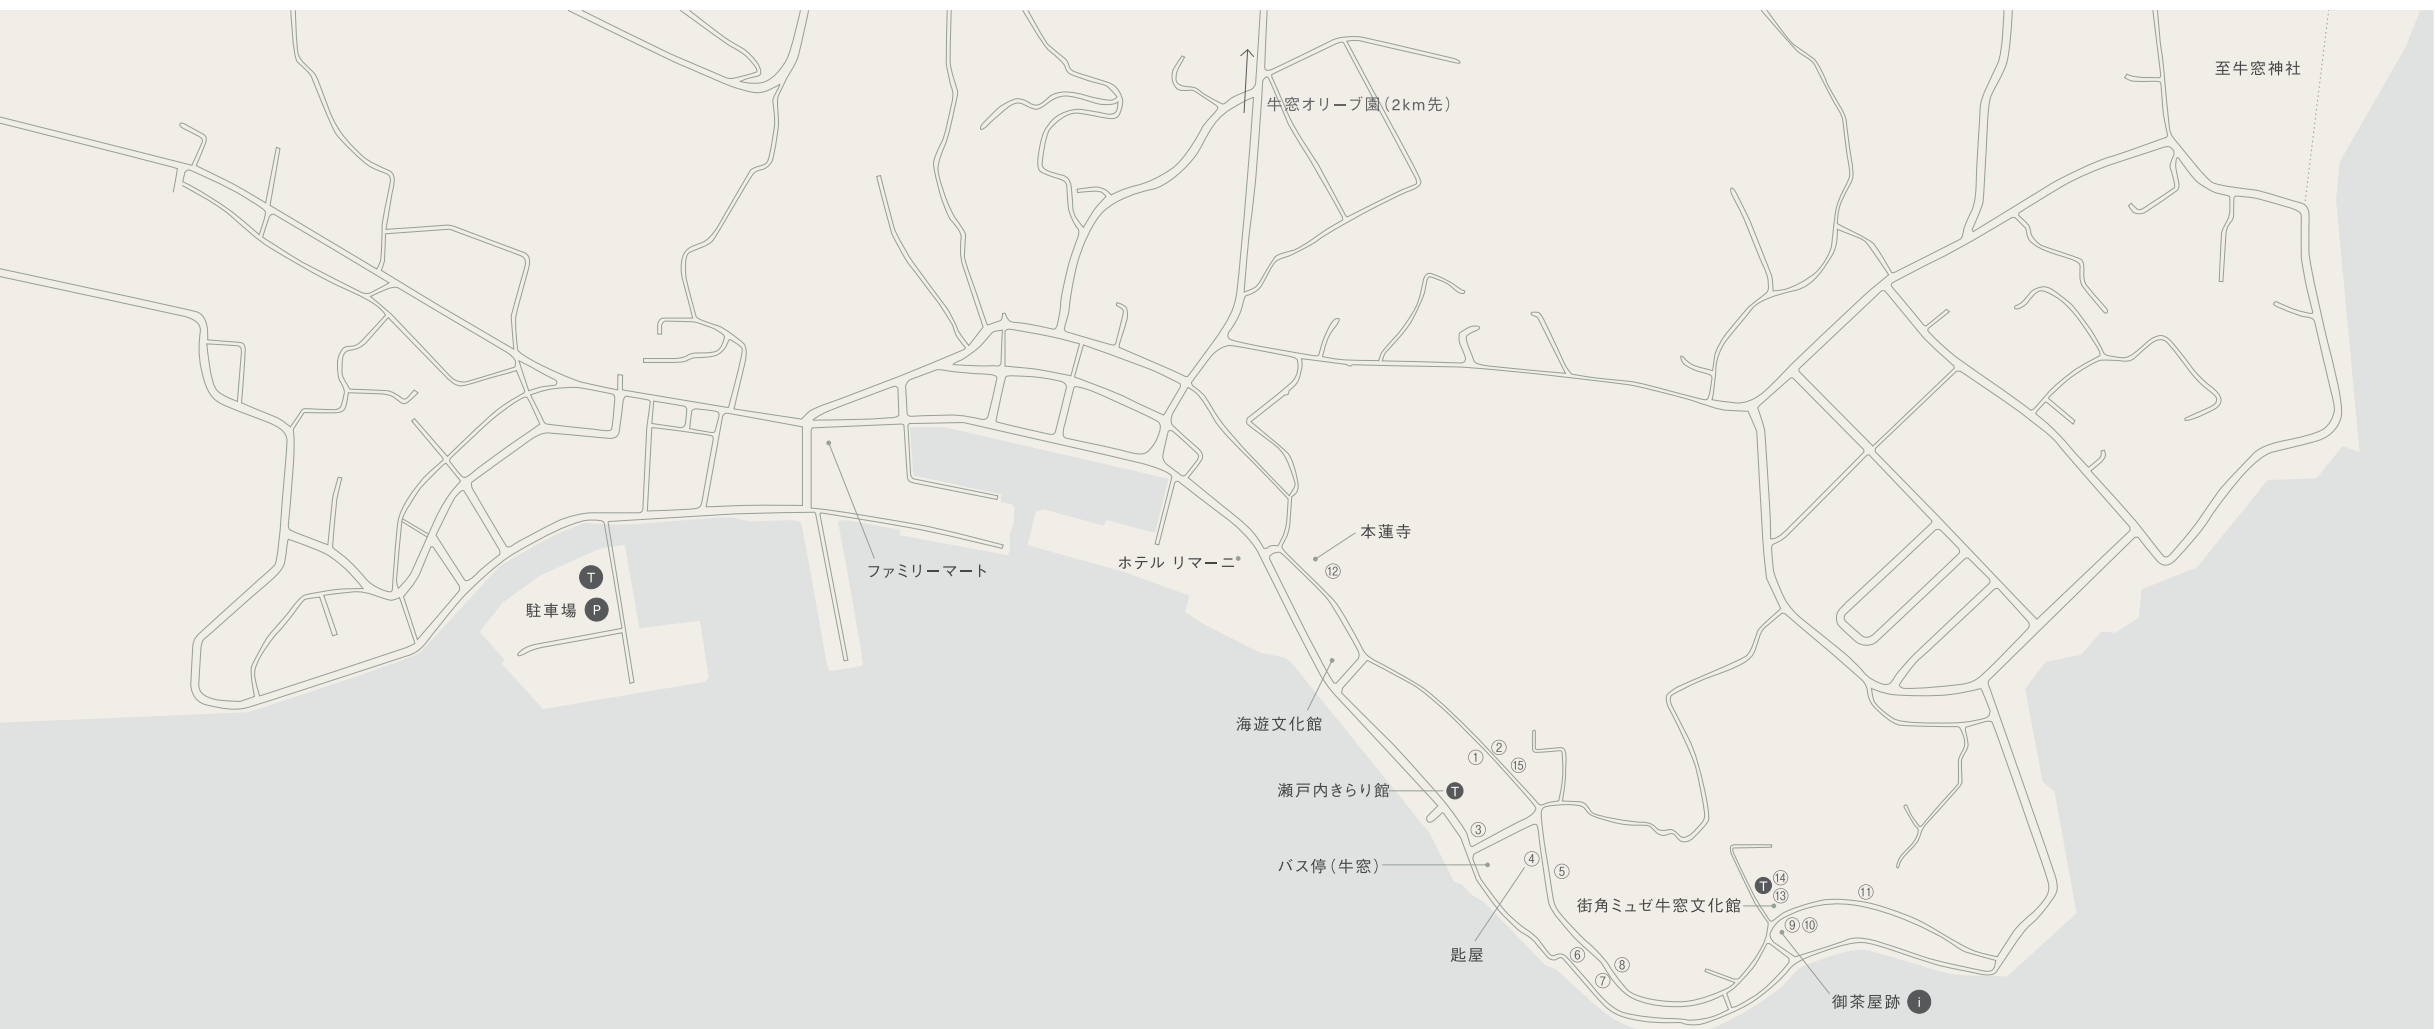 至牛窓神社
牛窓オリーブ園(2km先)
本蓮寺
⑫
ホテル リマーニ
ファミリーマート
T
駐車場 P
海遊文化館
②
①
⑮
瀬戸内きらり館 T
③
バス停(牛窓)
④
⑤
T ⑭
⑬
⑪
街角ミュゼ牛窓文化館
⑨ ⑩
匙屋
⑥
⑧
⑦
御茶屋跡 i